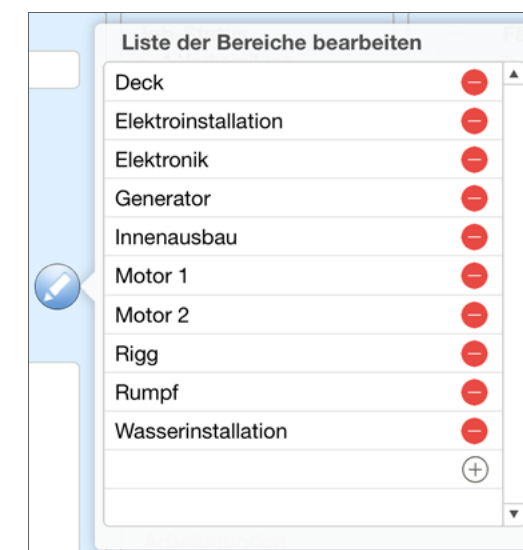 Liste der Bereiche bearbeiten
Deck
Elektroinstallation
Elektronik
Generator
Innenausbau
Motor 1
Motor 2
Rigg
Rumpf
Wasserinstallation